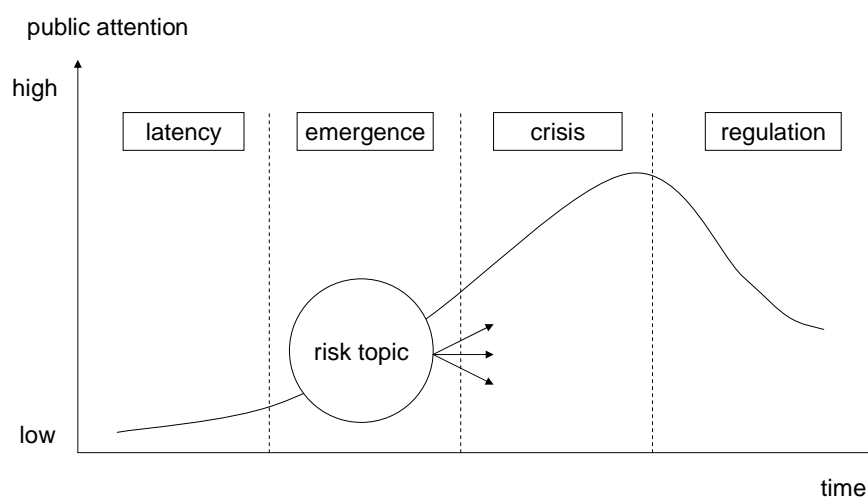 public attention
high
latency
emergence
crisis
regulation
risk topic
low
time